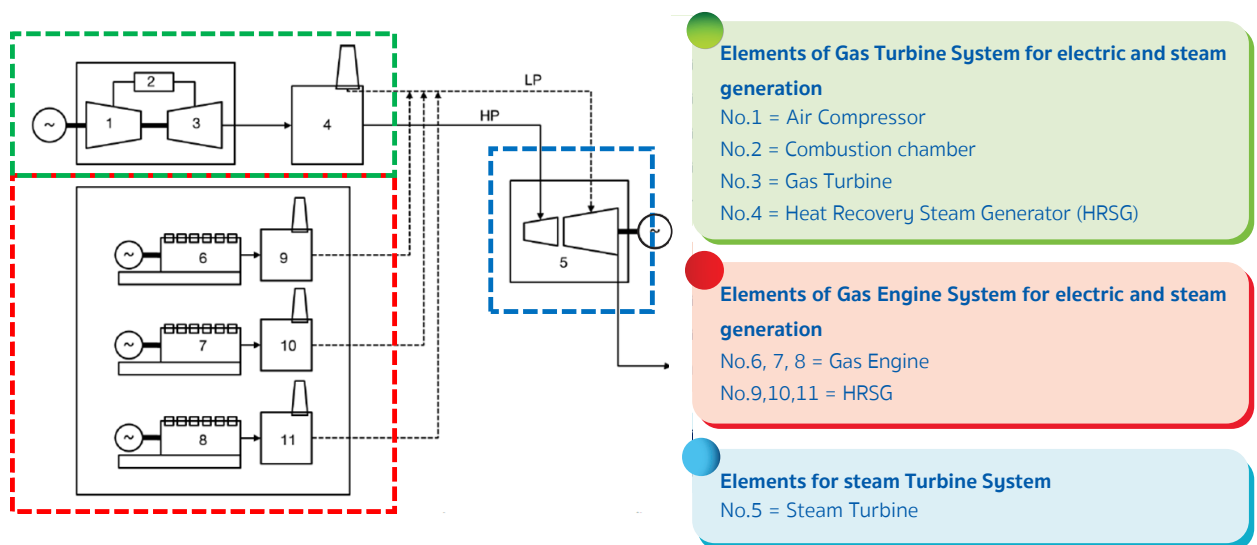 2
1
3
4
LP
HP
5
6
9
7
10
8
11
~
~
~
~
~
Elements of Gas Turbine System for electric and steam
generation
No.1 = Air Compressor
No.2 = Combustion chamber
No.3 = Gas Turbine
No.4 = Heat Recovery Steam Generator (HRSG)
Elements of Gas Engine System for electric and steam
generation
No.6, 7, 8 = Gas Engine
No.9,10,11 = HRSG
Elements for steam Turbine System
No.5 = Steam Turbine